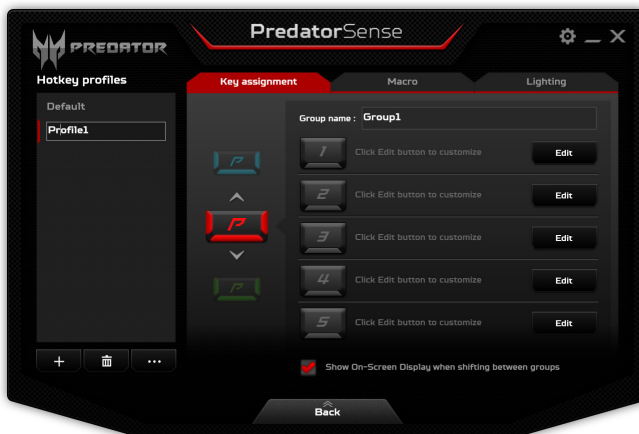 PredatorSense
PREDATOR
Hotkey profiles
Key assignment
Macro
Lighting
Default
Profile1
Group name : Group1
1 Click Edit button to customize Edit
2 Click Edit button to customize Edit
3 Click Edit button to customize Edit
4 Click Edit button to customize Edit
5 Click Edit button to customize Edit
P
P
P
Show On-Screen Display when shifting between groups
Back